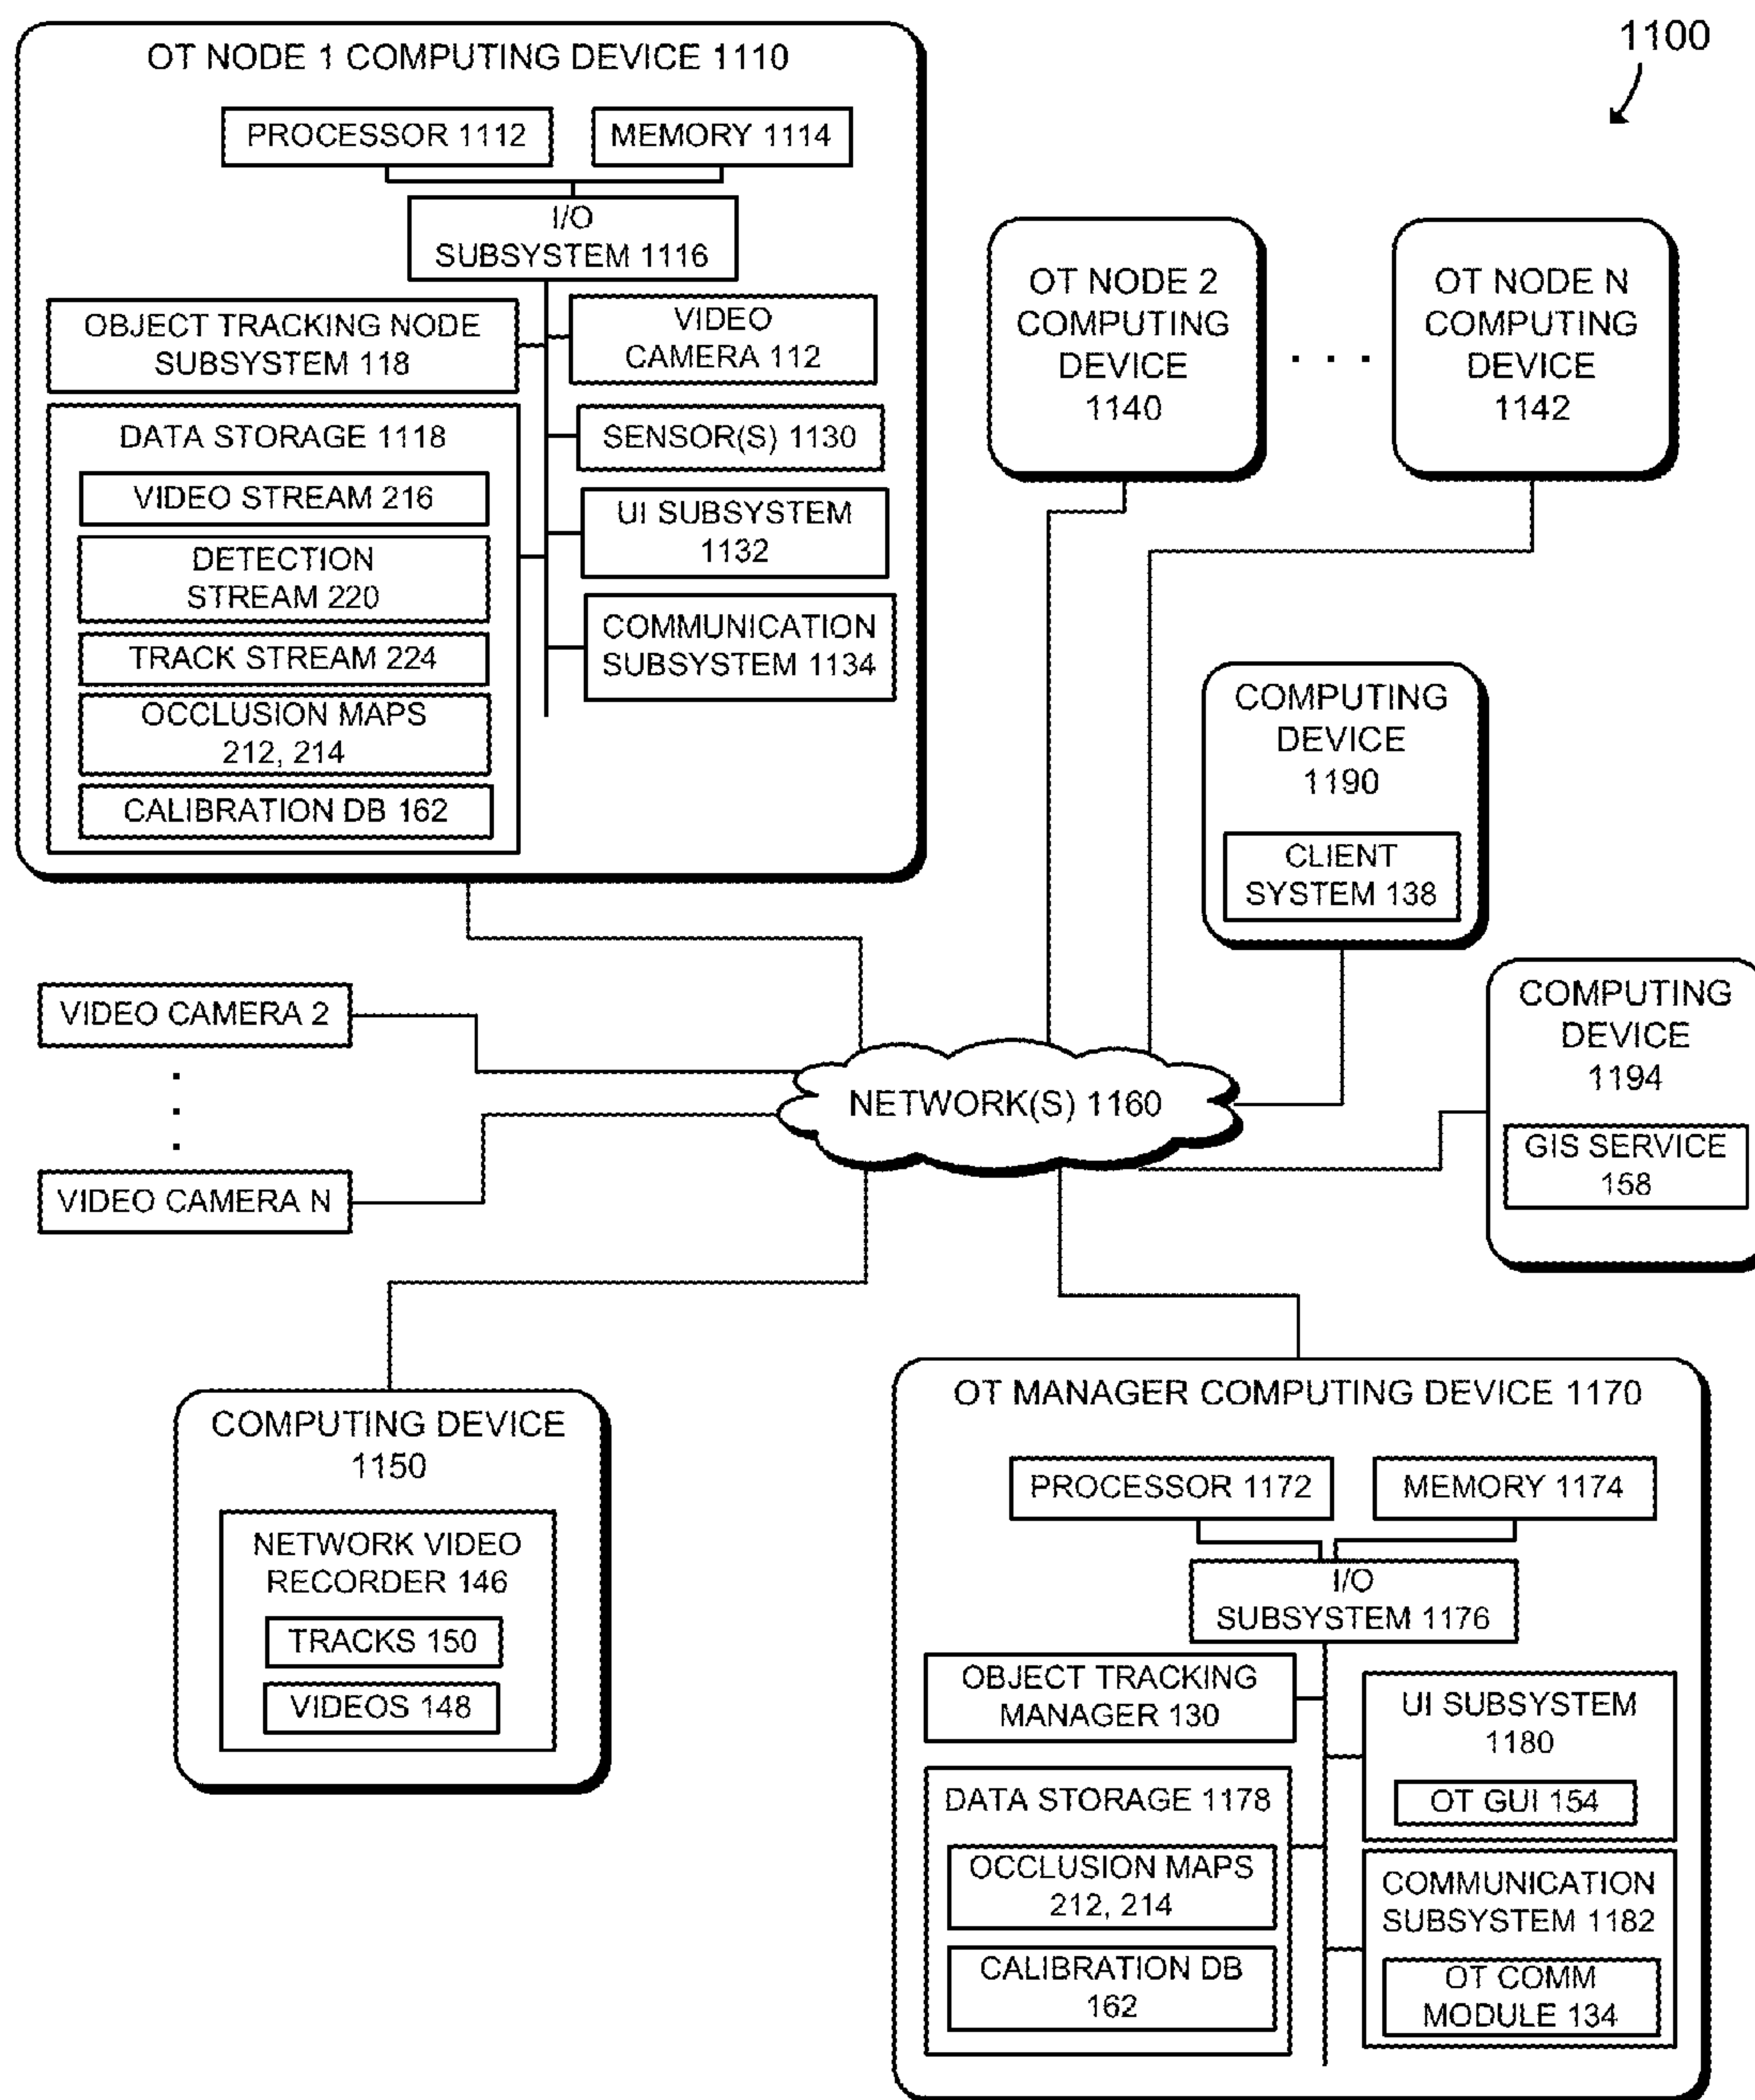 1100
OT NODE 1 COMPUTING DEVICE 1110
PROCESSOR 1112
MEMORY 1114
I/O
SUBSYSTEM 1116
OBJECT TRACKING NODE
SUBSYSTEM 118
VIDEO
CAMERA 112
DATA STORAGE 1118
VIDEO STREAM 216
DETECTION
STREAM 220
TRACK STREAM 224
OCCLUSION MAPS
212, 214
CALIBRATION DB 162
SENSOR(S) 1130
UI SUBSYSTEM
1132
COMMUNICATION
SUBSYSTEM 1134
OT NODE 2
COMPUTING
DEVICE
1140
. . .
OT NODE N
COMPUTING
DEVICE
1142
COMPUTING
DEVICE
1190
CLIENT
SYSTEM 138
COMPUTING
DEVICE
1194
GIS SERVICE
158
VIDEO CAMERA 2
.
.
.
VIDEO CAMERA N
NETWORK(S) 1160
COMPUTING DEVICE
1150
NETWORK VIDEO
RECORDER 146
TRACKS 150
VIDEOS 148
OT MANAGER COMPUTING DEVICE 1170
PROCESSOR 1172
MEMORY 1174
I/O
SUBSYSTEM 1176
OBJECT TRACKING
MANAGER 130
DATA STORAGE 1178
OCCLUSION MAPS
212, 214
CALIBRATION DB
162
UI SUBSYSTEM
1180
OT GUI 154
COMMUNICATION
SUBSYSTEM 1182
OT COMM
MODULE 134